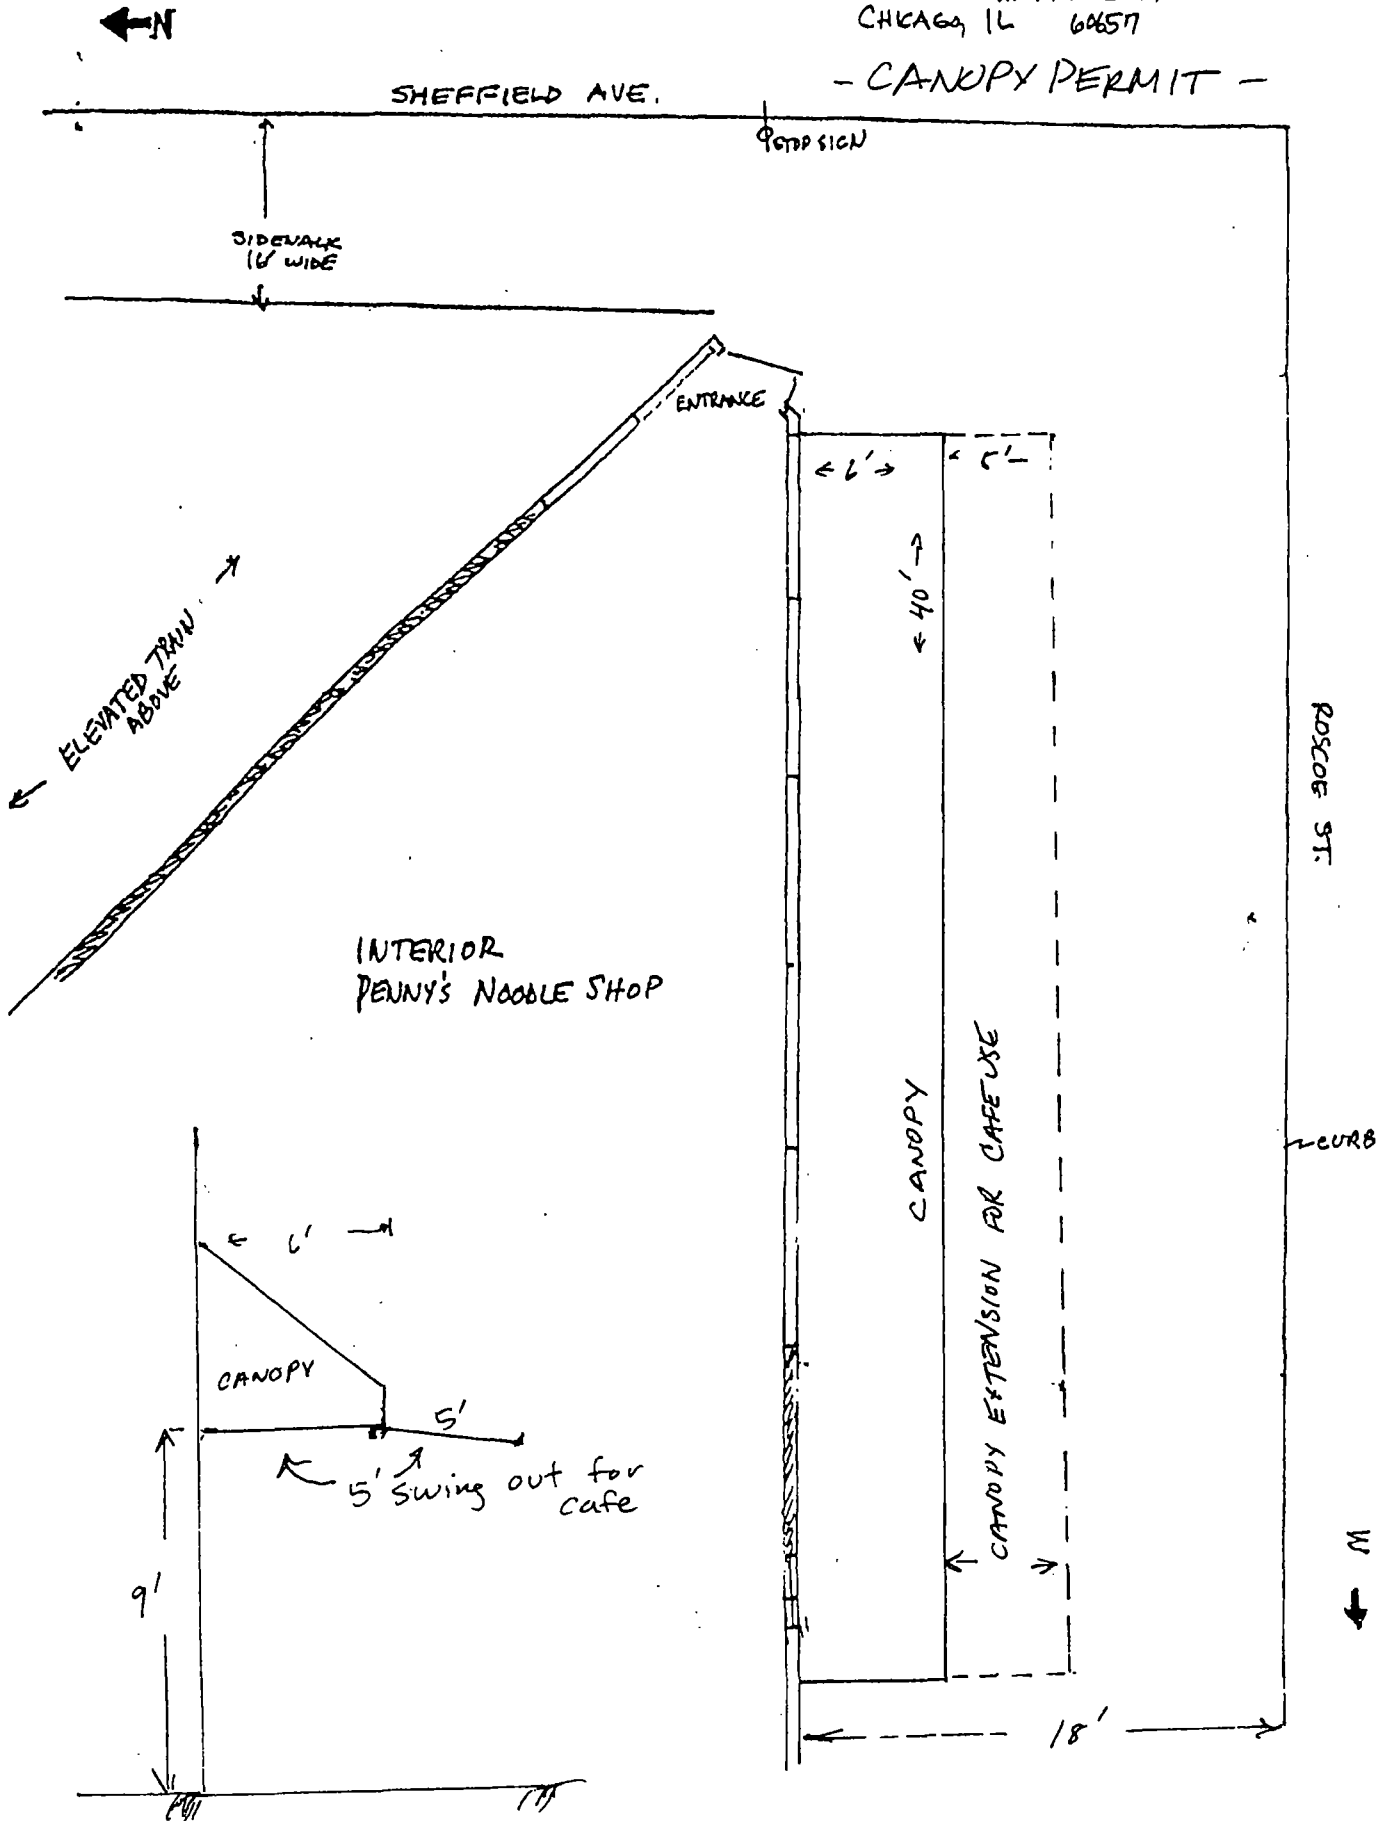 N
CHICAGO, IL 60657
- CANOPY PERMIT -
SHEFFIELD AVE.
STOP SIGN
SIDEWALK
16' WIDE
ENTRANCE
6'
5'
40'
ELEVATED TRAIN
ABOVE
ROSCOE ST.
INTERIOR
PENNY'S NOODLE SHOP
CANOPY
CANOPY EXTENSION FOR CAFE USE
CURB
6'
CANOPY
5'
5' swing out for
cafe
9'
W
18'